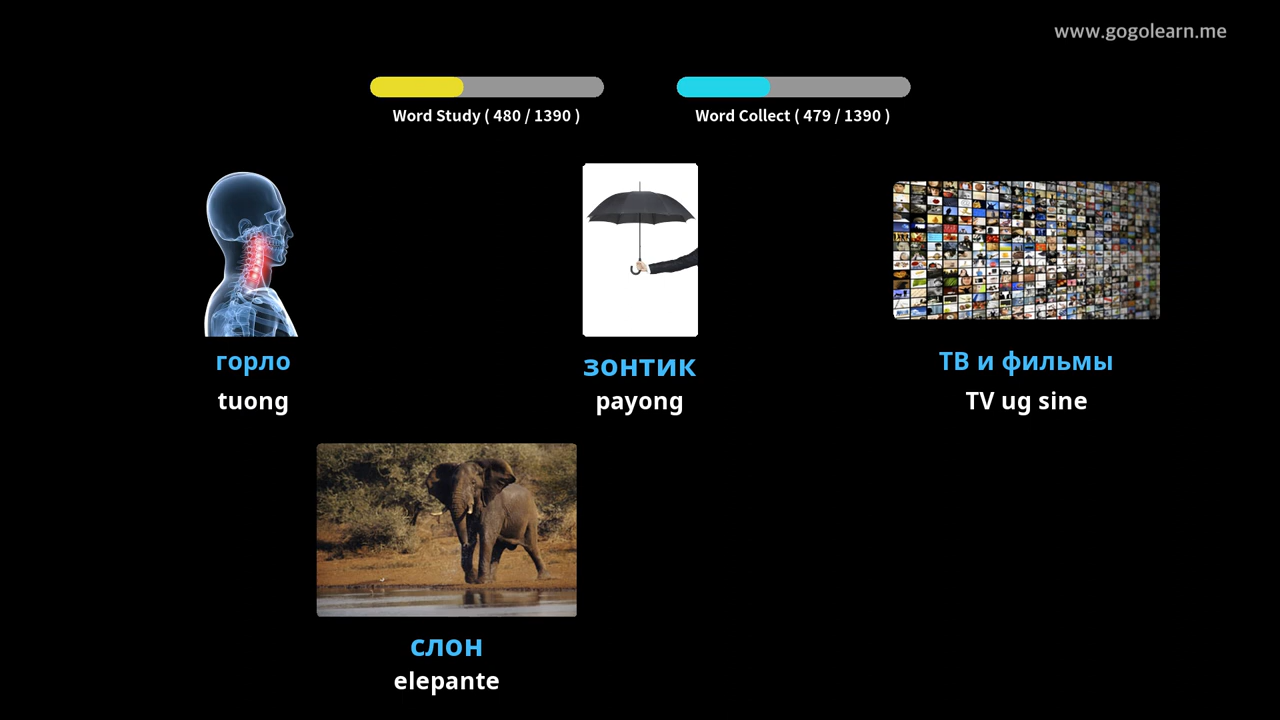 www.gogolearn.me
Word Study ( 480 / 1390 )
Word Collect ( 479 / 1390 )
горло
tuong
зонтик
payong
ТВ и фильмы
TV ug sine
слон
elepante